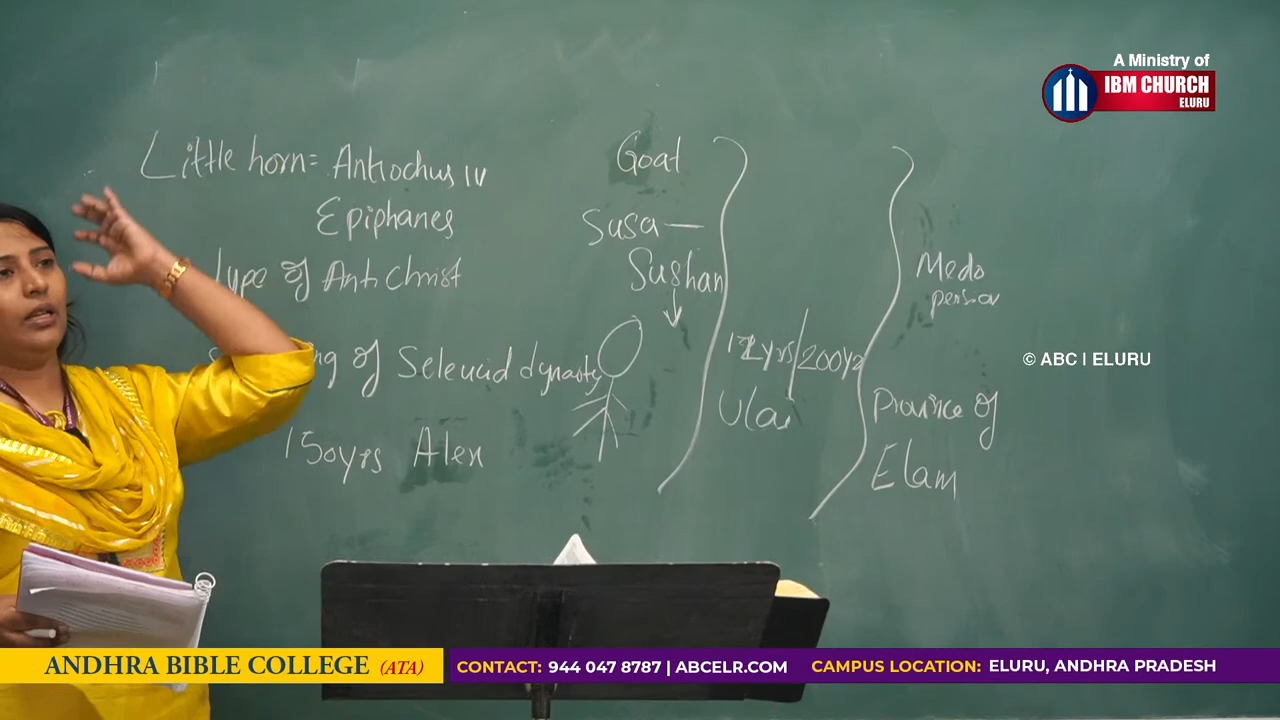 A Ministry of
IBM CHURCH
ELURU
Little horn= Antiochus IV
Epiphanes
Type of AntiChrist
ng of Seleucid dynasty
150yrs Alex
Goat
Susa —
Sushan
12yrs/200yrs
Ulai
Medo
persian
Province of
Elam
© ABC | ELURU
ANDHRA BIBLE COLLEGE (ATA)
CONTACT: 944 047 8787 | ABCELR.COM
CAMPUS LOCATION: ELURU, ANDHRA PRADESH